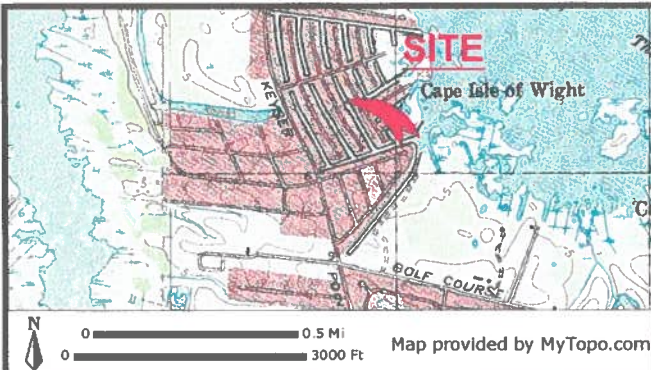 SITE
Cape Isle of Wight
KEYSER
GOLF COURSE
N
0 0.5 Mi
0 3000 Ft
Map provided by MyTopo.com